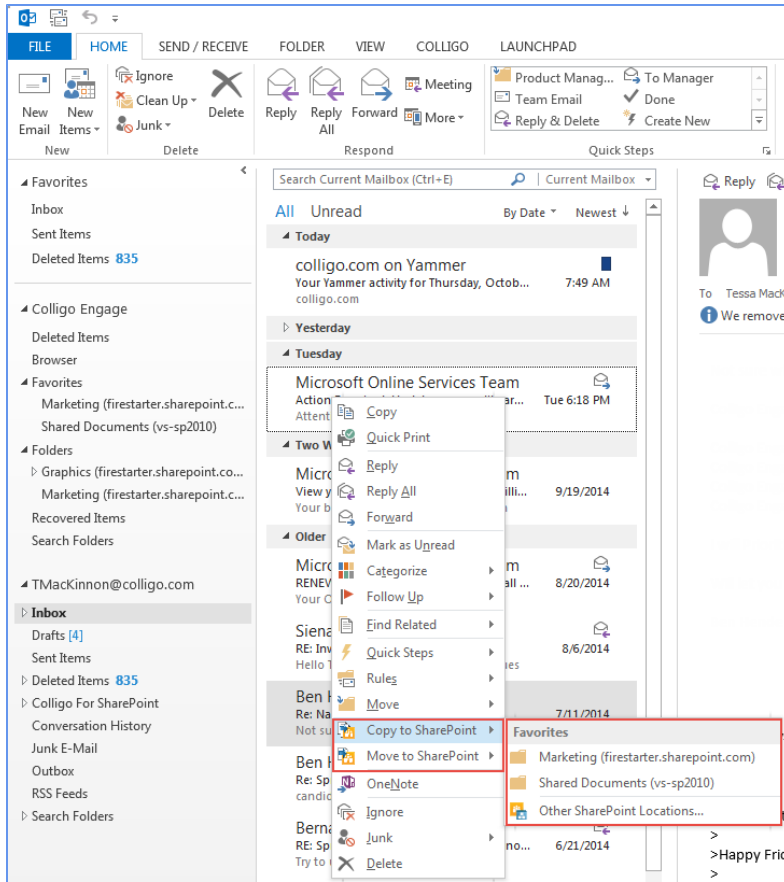 FILE HOME SEND / RECEIVE FOLDER VIEW COLLIGO LAUNCHPAD
New Email
New Items
Ignore
Clean Up
Junk
Delete
Reply
Reply All
Forward
Meeting
More
Product Manag...
Team Email
Reply & Delete
To Manager
Done
Create New
New Delete Respond Quick Steps
Favorites
Inbox
Sent Items
Deleted Items 835
Colligo Engage
Deleted Items
Browser
Favorites
Marketing (firestarter.sharepoint.c...
Shared Documents (vs-sp2010)
Folders
Graphics (firestarter.sharepoint.co...
Marketing (firestarter.sharepoint.c...
Recovered Items
Search Folders
TMacKinnon@colligo.com
Inbox
Drafts [4]
Sent Items
Deleted Items 835
Colligo For SharePoint
Conversation History
Junk E-Mail
Outbox
RSS Feeds
Search Folders
Search Current Mailbox (Ctrl+E) Current Mailbox
All Unread By Date Newest
Today
colligo.com on Yammer
Your Yammer activity for Thursday, Octob... 7:49 AM
colligo.com
Yesterday
Tuesday
Microsoft Online Services Team
Tue 6:18 PM
Two W
9/19/2014
Older
8/20/2014
8/6/2014
7/11/2014
6/21/2014
Copy
Quick Print
Reply
Reply All
Forward
Mark as Unread
Categorize
Follow Up
Find Related
Quick Steps
Rules
Move
Copy to SharePoint
Move to SharePoint
OneNote
Ignore
Junk
Delete
Favorites
Marketing (firestarter.sharepoint.com)
Shared Documents (vs-sp2010)
Other SharePoint Locations...
Reply
To Tessa MacK
We remove
>
>Happy Fri
>